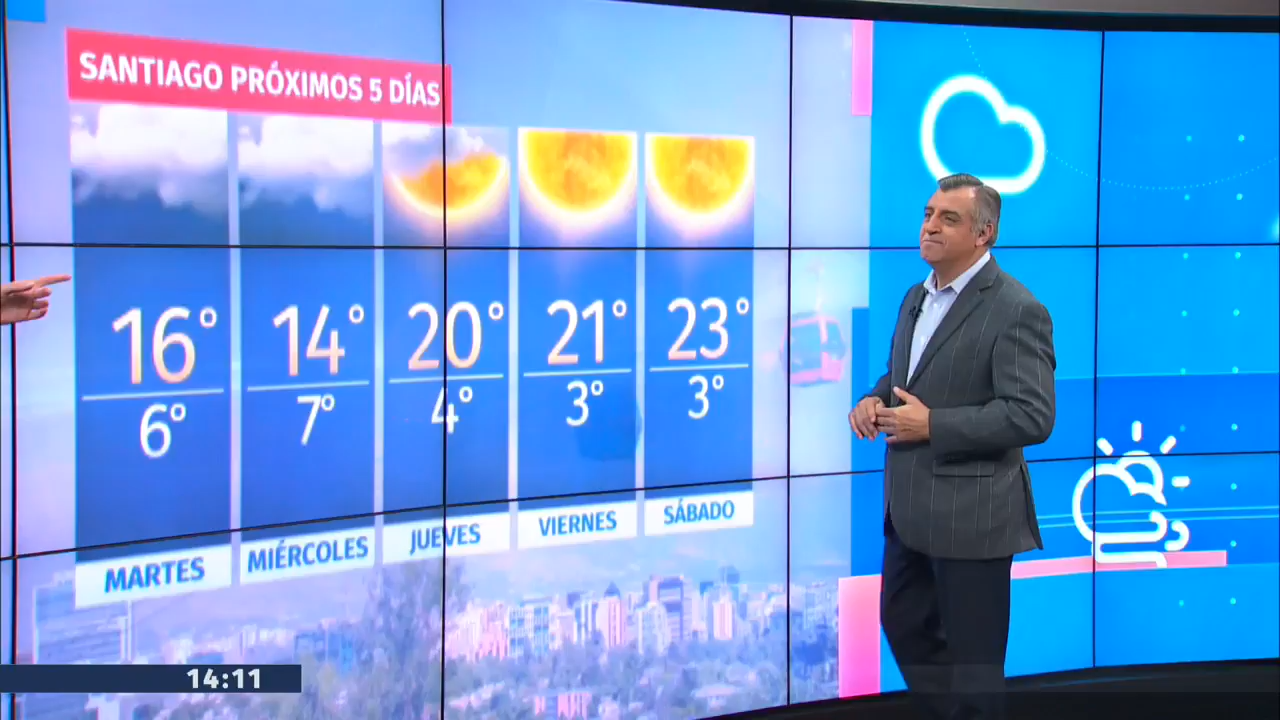 SANTIAGO PRÓXIMOS 5 DÍAS
16° 14° 20° 21° 23°
6° 7° 4° 3° 3°
MARTES MIÉRCOLES JUEVES VIERNES SÁBADO
14:11